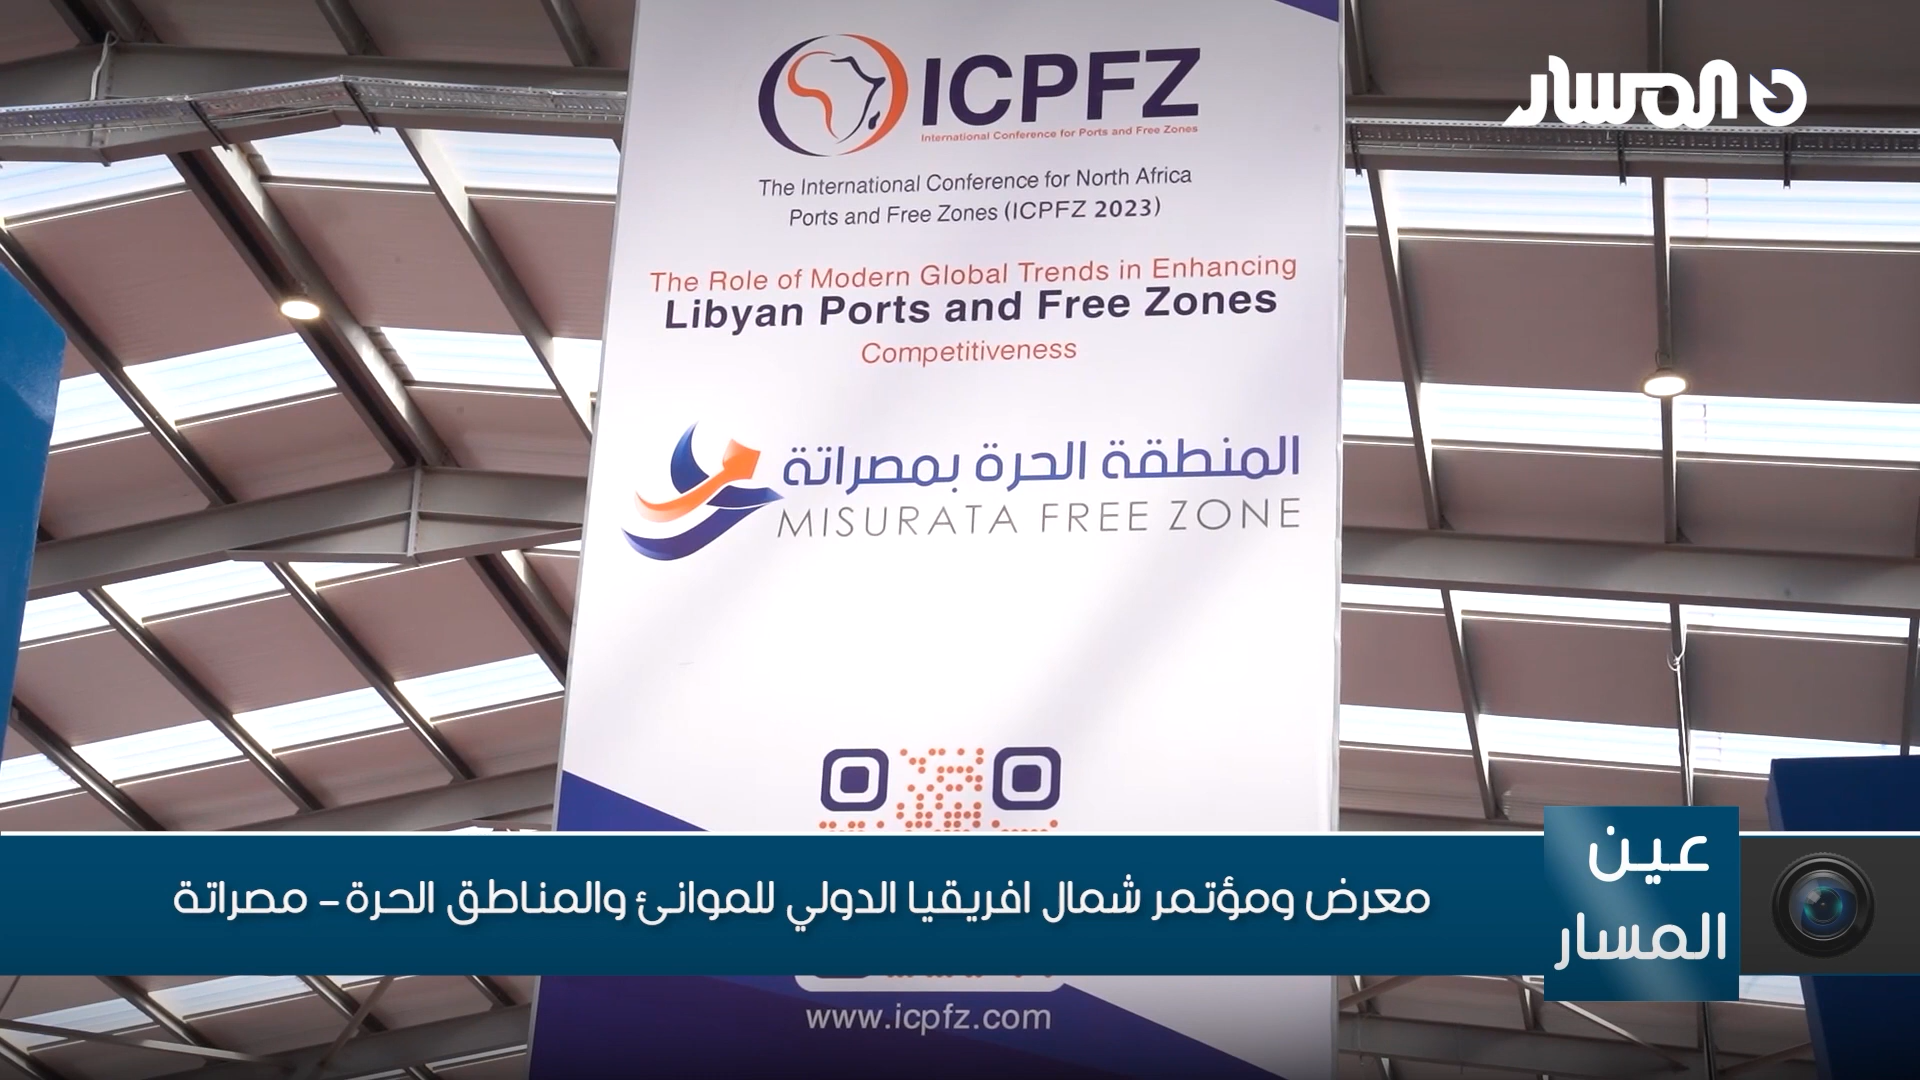 ICPFZ
International Conference for Ports and Free Zones
المسار
The International Conference for North Africa
Ports and Free Zones (ICPFZ 2023)
The Role of Modern Global Trends in Enhancing
Libyan Ports and Free Zones
Competitiveness
المنطقة الحرة بمصراتة
MISURATA FREE ZONE
عين
المسار
معرض ومؤتمر شمال افريقيا الدولي للموانئ والمناطق الحرة - مصراتة
www.icpfz.com